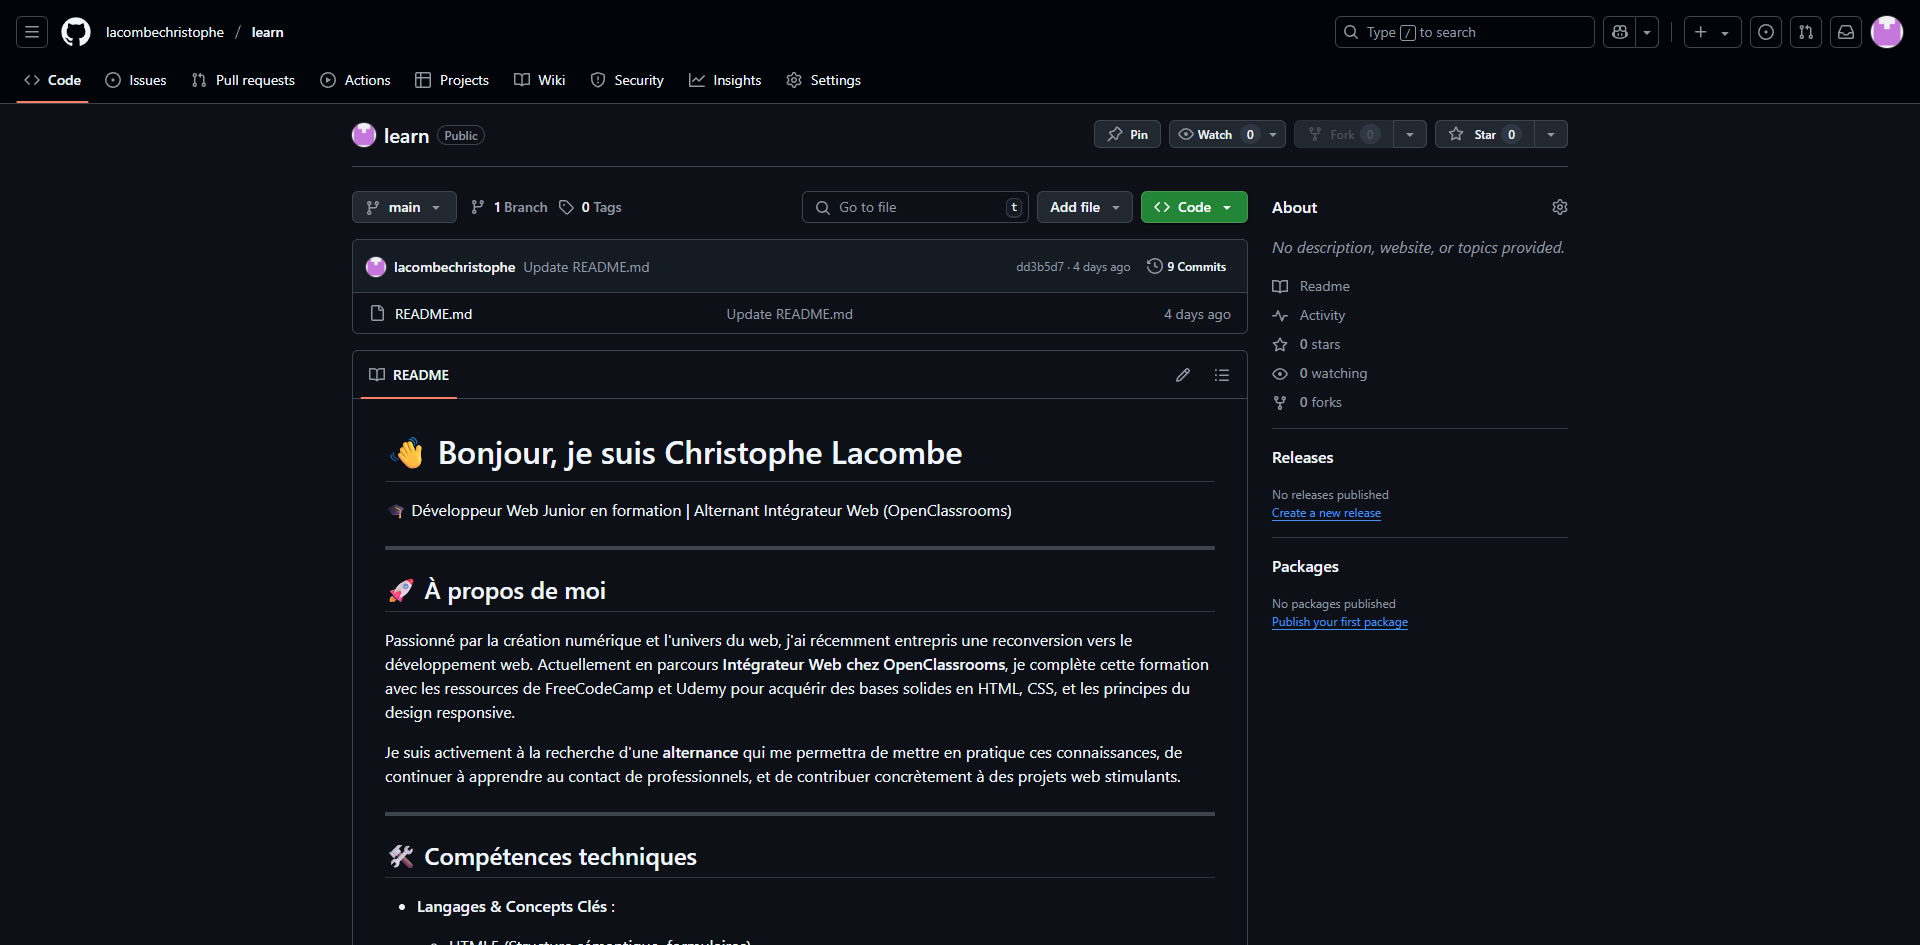 lacombechristophe / learn
Type / to search
Code Issues Pull requests Actions Projects Wiki Security Insights Settings
learn Public
Pin Watch 0 Fork 0 Star 0
main 1 Branch 0 Tags Go to file t Add file Code
lacombechristophe Update README.md dd3b5d7 · 4 days ago 9 Commits
README.md Update README.md 4 days ago
README
👋 Bonjour, je suis Christophe Lacombe
🎓 Développeur Web Junior en formation | Alternant Intégrateur Web (OpenClassrooms)
🚀 À propos de moi
Passionné par la création numérique et l'univers du web, j'ai récemment entrepris une reconversion vers le
développement web. Actuellement en parcours Intégrateur Web chez OpenClassrooms, je complète cette formation
avec les ressources de FreeCodeCamp et Udemy pour acquérir des bases solides en HTML, CSS, et les principes du
design responsive.
Je suis activement à la recherche d'une alternance qui me permettra de mettre en pratique ces connaissances, de
continuer à apprendre au contact de professionnels, et de contribuer concrètement à des projets web stimulants.
🛠️ Compétences techniques
Langages & Concepts Clés :
HTML5 (Structure sémantique, formulaires)
About
No description, website, or topics provided.
Readme
Activity
0 stars
0 watching
0 forks
Releases
No releases published
Create a new release
Packages
No packages published
Publish your first package